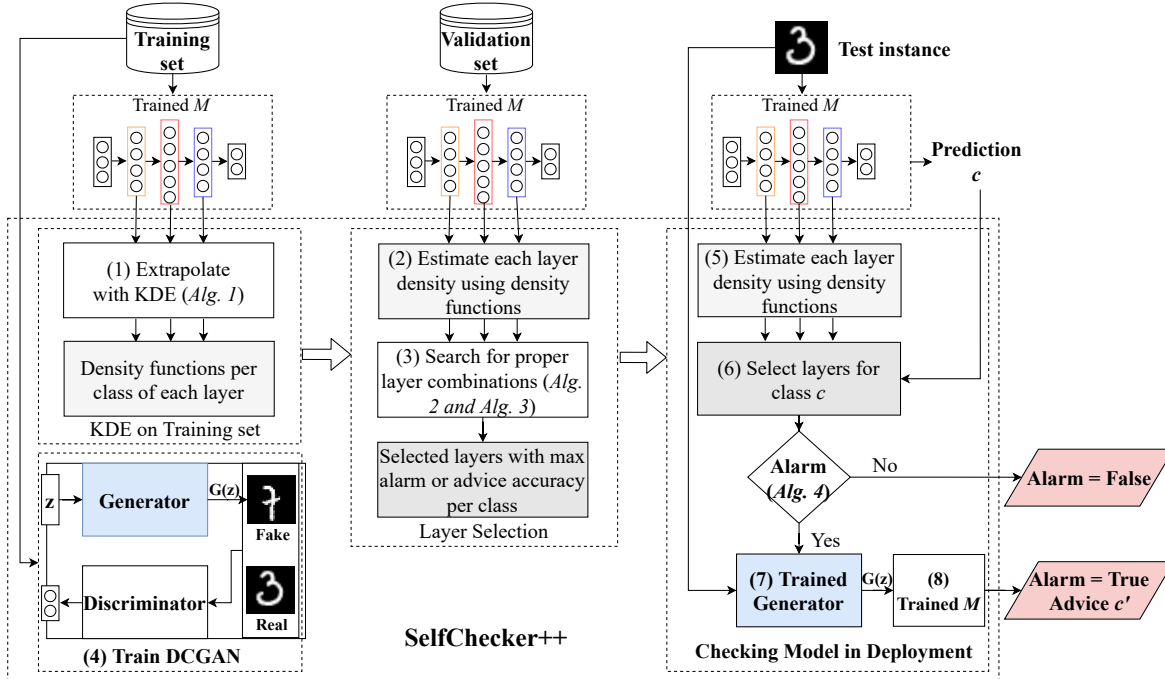 Training
set
Trained M
(1) Extrapolate
with KDE (Alg. 1)
Density functions per
class of each layer
KDE on Training set
z
Generator
G(z)
Fake
Discriminator
Real
(4) Train DCGAN
Validation
set
Trained M
(2) Estimate each layer
density using density
functions
(3) Search for proper
layer combinations (Alg.
2 and Alg. 3)
Selected layers with max
alarm or advice accuracy
per class
Layer Selection
SelfChecker++
3
Test instance
Trained M
Prediction
c
(5) Estimate each layer
density using density
functions
(6) Select layers for
class c
Alarm
(Alg. 4)
No
Alarm = False
Yes
(7) Trained
Generator
G(z)
(8)
Trained M
Alarm = True
Advice c′
Checking Model in Deployment
7
3